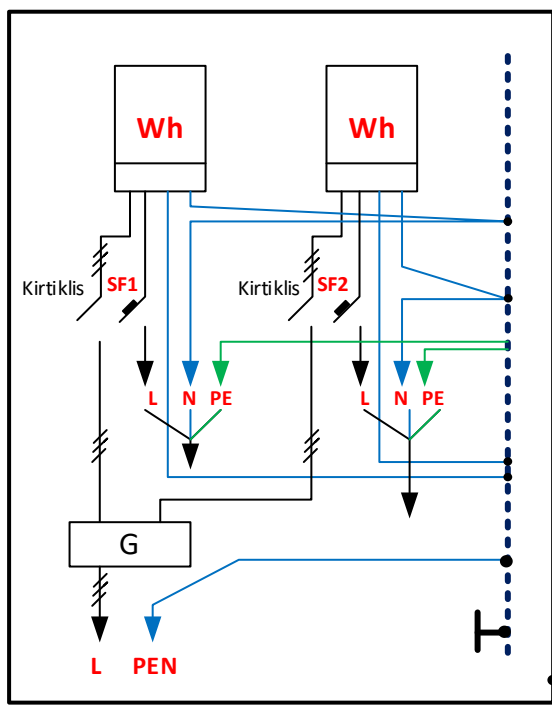 Wh Wh
Kirtiklis SF1 Kirtiklis SF2
L N PE L N PE
G
L PEN